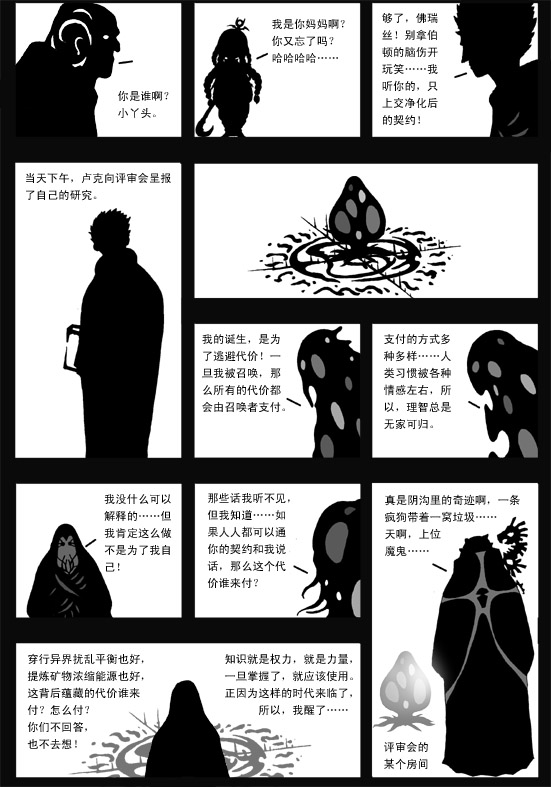 你是谁啊？
小丫头。
我是你妈妈啊？
你又忘了吗？
哈哈哈哈……
够了，佛瑞
丝！别拿伯
顿的脑伤开
玩笑……我
听你的，只
上交净化后
的契约！
当天下午，卢克向评审会呈报
了自己的研究。
我的诞生，是为
了逃避代价！一
旦我被召唤，那
么所有的代价都
会由召唤者支付。
支付的方式多
种多样……人
类习惯被各种
情感左右，所
以，理智总是
无家可归。
我没什么可以
解释的……但
我肯定这么做
不是为了我自
己！
那些话我听不见，
但我知道……如
果人人都可以通
你的契约和我说
话，那么这个代
价谁来付？
真是阴沟里的奇迹啊，一条
疯狗带着一窝垃圾……
天啊，上位
魔鬼……
评审会的
某个房间
穿行异界扰乱平衡也好，
提炼矿物浓缩能源也好，
这背后蕴藏的代价谁来
付？怎么付？
你们不回答，
也不去想！
知识就是权力，就是力量，
一旦掌握了，就应该使用。
正因为这样的时代来临了，
所以，我醒了……